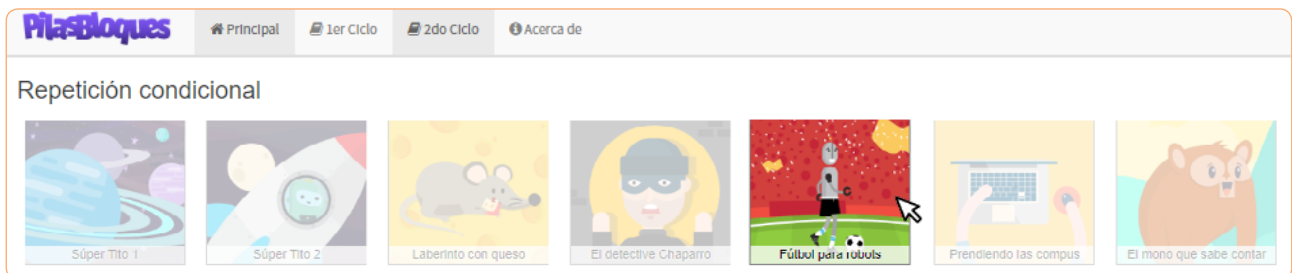 PilasBloques Principal 1er Ciclo 2do Ciclo Acerca de
Repetición condicional
Súper Tito 1 Súper Tito 2 Laberinto con queso El detective Chaparro Fútbol para robots Prendiendo las compus El mono que sabe contar